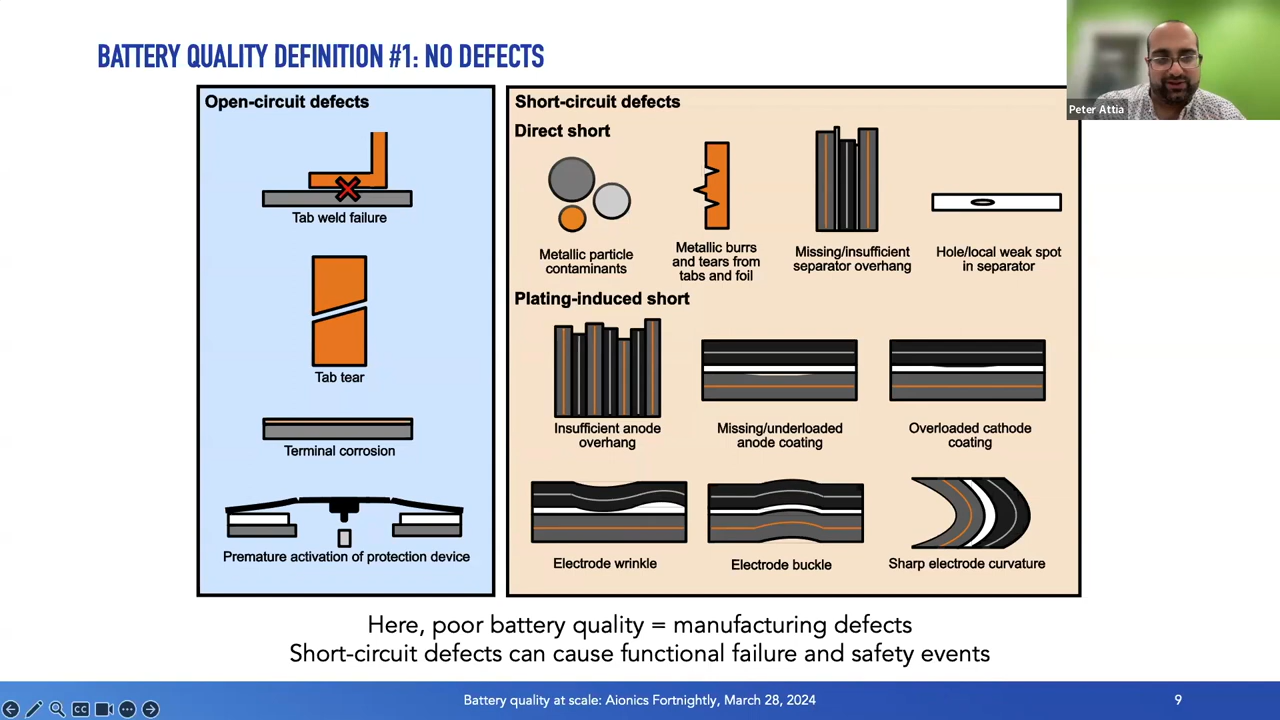 BATTERY QUALITY DEFINITION #1: NO DEFECTS
Peter Attia
Open-circuit defects
Tab weld failure
Tab tear
Terminal corrosion
Premature activation of protection device
Short-circuit defects
Direct short
Metallic particle
contaminants
Metallic burrs
and tears from
tabs and foil
Missing/insufficient
separator overhang
Hole/local weak spot
in separator
Plating-induced short
Insufficient anode
overhang
Missing/underloaded
anode coating
Overloaded cathode
coating
Electrode wrinkle
Electrode buckle
Sharp electrode curvature
Here, poor battery quality = manufacturing defects
Short-circuit defects can cause functional failure and safety events
CC
Battery quality at scale: Aionics Fortnightly, March 28, 2024
9